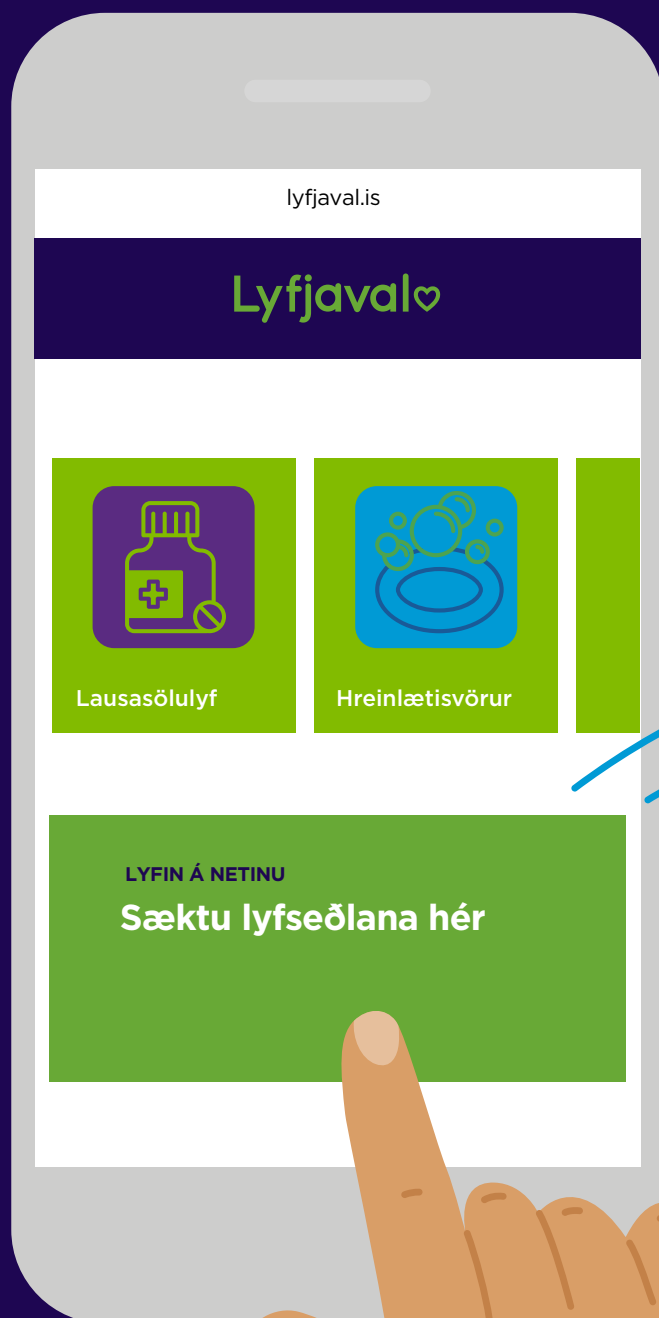 lyfjaval.is
Lyfjaval
Lausasölulyf
Hreinlætisvörur
LYFIN Á NETINU
Sæktu lyfseðlana hér